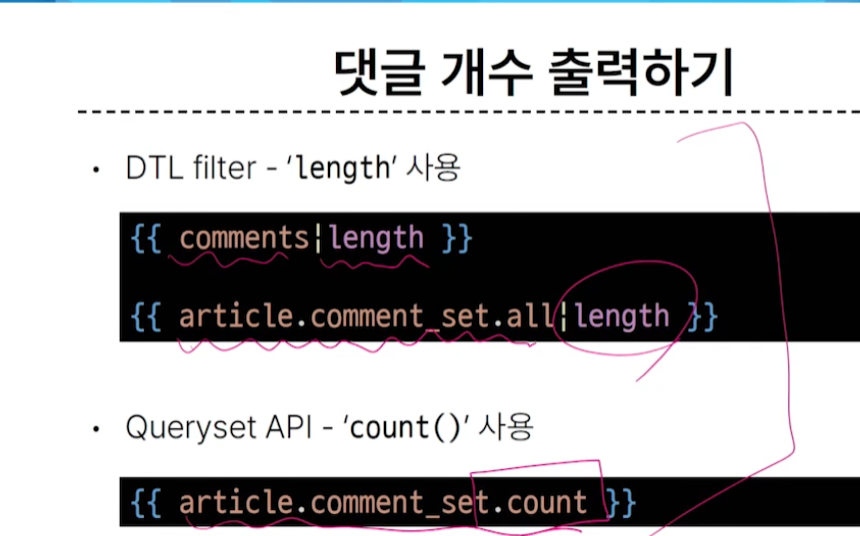 댓글 개수 출력하기
• DTL filter - ‘length’ 사용
{{ comments|length }}
{{ article.comment_set.all|length }}
• Queryset API - ‘count()’ 사용
{{ article.comment_set.count }}